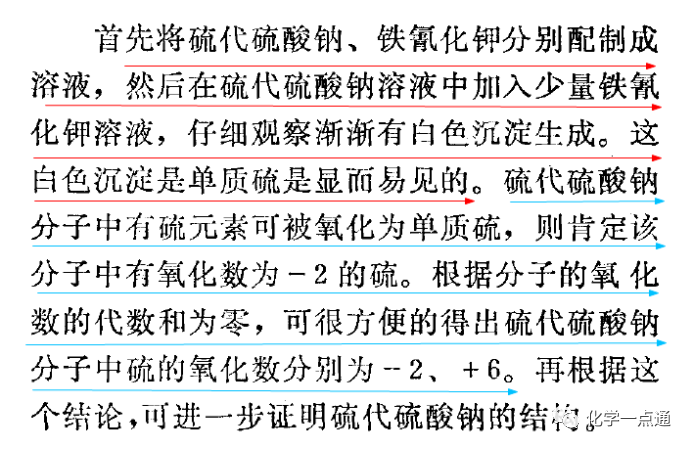 首先将硫代硫酸钠、铁氰化钾分别配制成
溶液，然后在硫代硫酸钠溶液中加入少量铁氰
化钾溶液，仔细观察渐渐有白色沉淀生成。这
白色沉淀是单质硫是显而易见的。硫代硫酸钠
分子中有硫元素可被氧化为单质硫，则肯定该
分子中有氧化数为－2的硫。根据分子的氧化
数的代数和为零，可很方便的得出硫代硫酸钠
分子中硫的氧化数分别为－2、＋6。再根据这
个结论，可进一步证明硫代硫酸钠的结构。
化学一点通